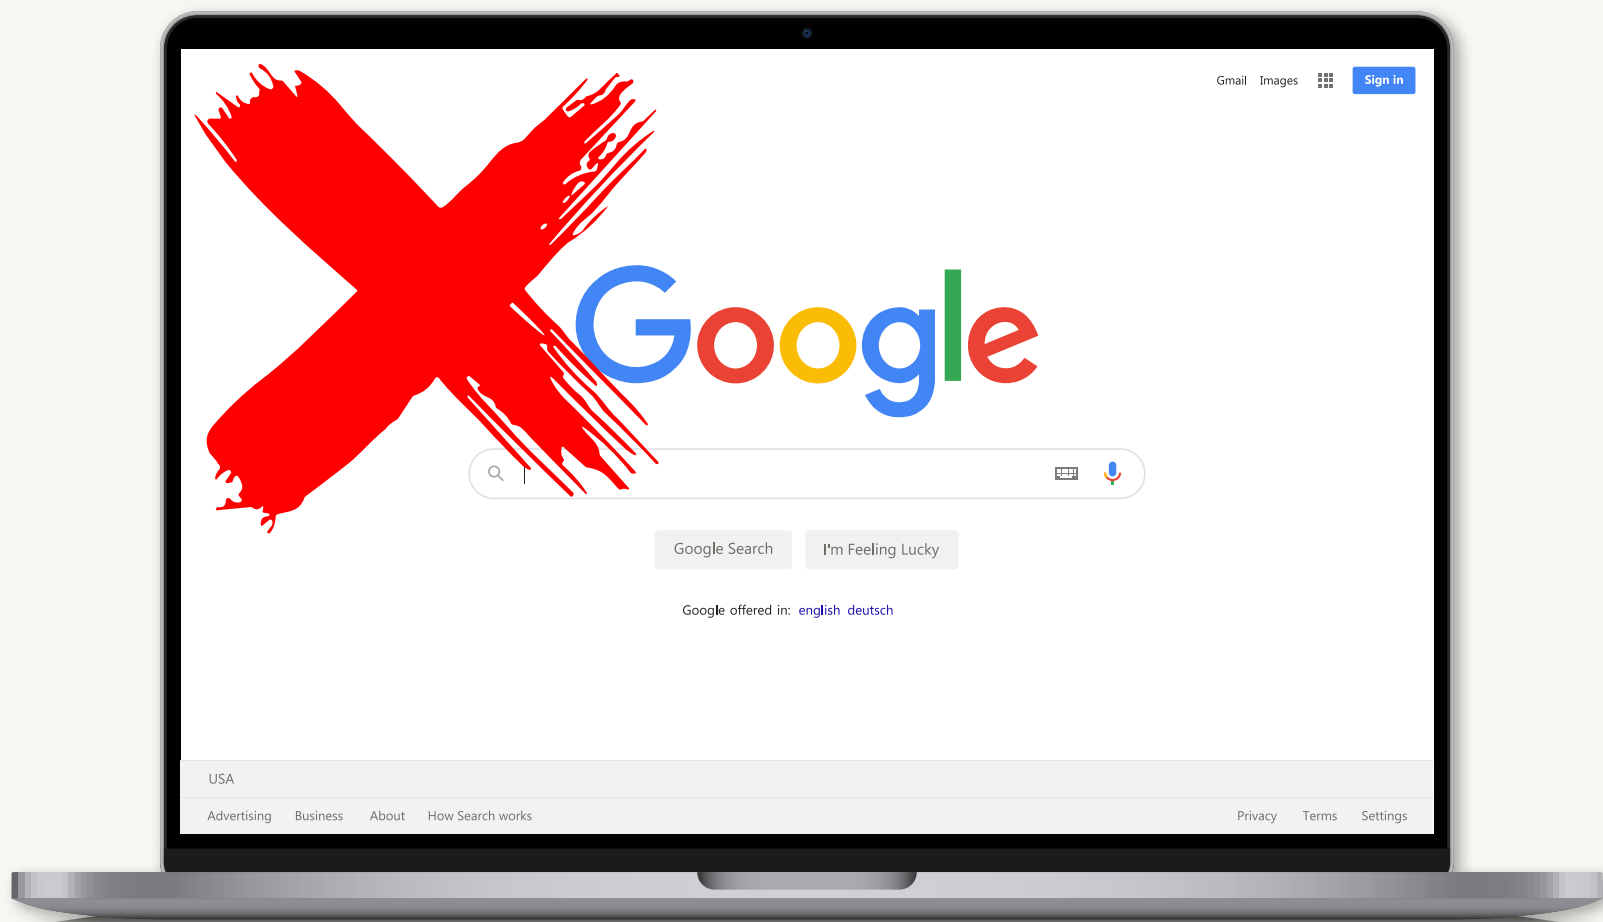 Gmail Images Sign in
Google
Google Search I'm Feeling Lucky
Google offered in: english deutsch
USA
Advertising Business About How Search works Privacy Terms Settings